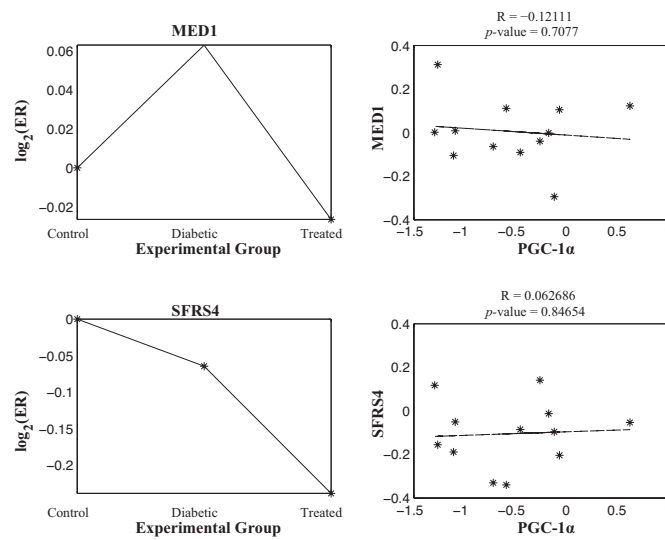 MED1
0.06
0.04
0.02
0
−0.02
log2(ER)
Control
Diabetic
Treated
Experimental Group
R = −0.12111
p-value = 0.7077
0.4
0.2
0
−0.2
−0.4
MED1
−1.5
−1
−0.5
0
0.5
PGC-1α
SFRS4
0
−0.05
−0.1
−0.15
−0.2
log2(ER)
Control
Diabetic
Treated
Experimental Group
R = 0.062686
p-value = 0.84654
0.4
0.2
0
−0.2
−0.4
SFRS4
−1.5
−1
−0.5
0
0.5
PGC-1α